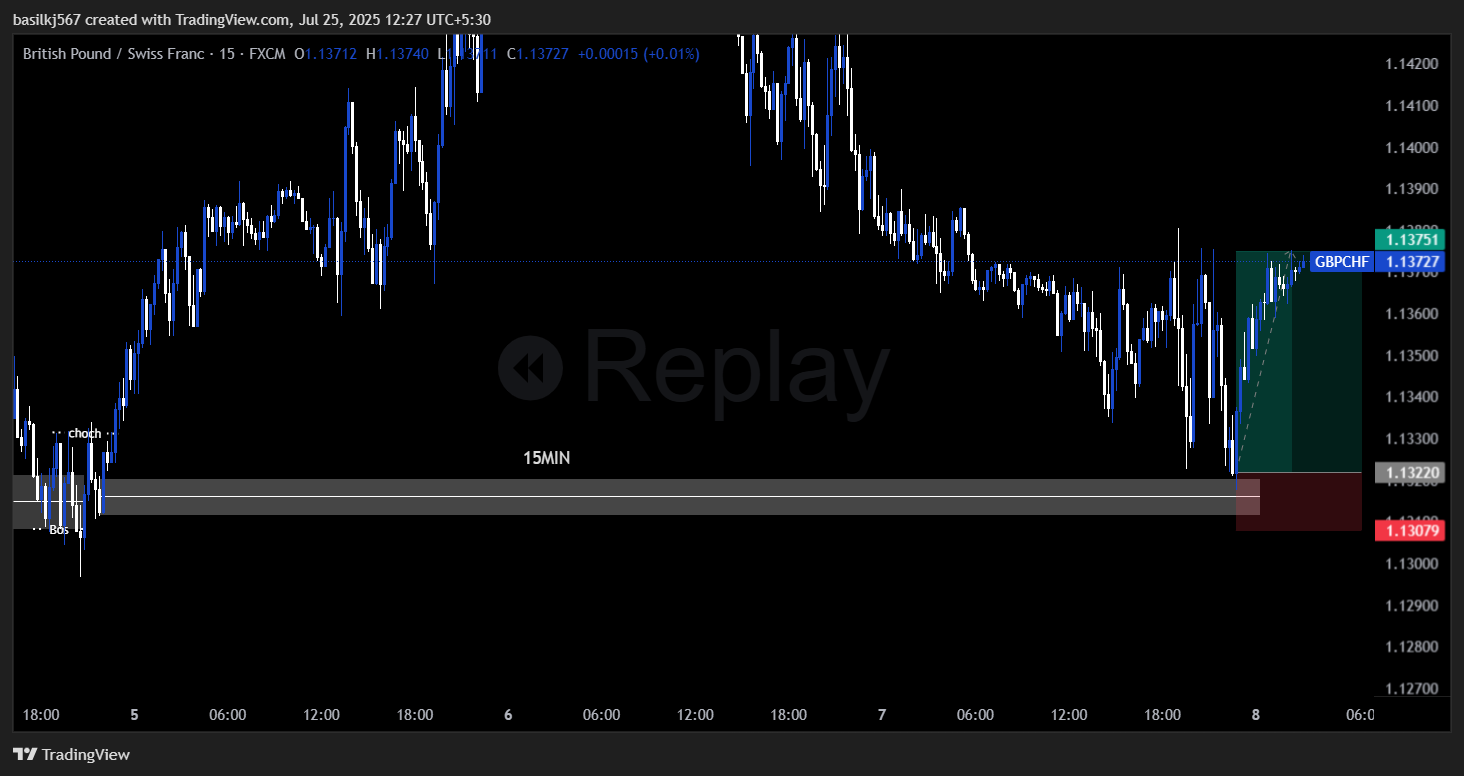 basilkj567 created with TradingView.com, Jul 25, 2025 12:27 UTC+5:30
British Pound / Swiss Franc · 15 · FXCM O1.13712 H1.13740 C1.13727 +0.00015 (+0.01%)
1.14200
1.14100
1.14000
1.13900
1.13751
GBPCHF 1.13727
1.13600
1.13500
Replay
1.13400
choch
1.13300
15MIN
1.13220
Bos
1.13079
1.13000
1.12900
1.12800
1.12700
18:00 5 06:00 12:00 18:00 6 06:00 12:00 18:00 7 06:00 12:00 18:00 8
TradingView